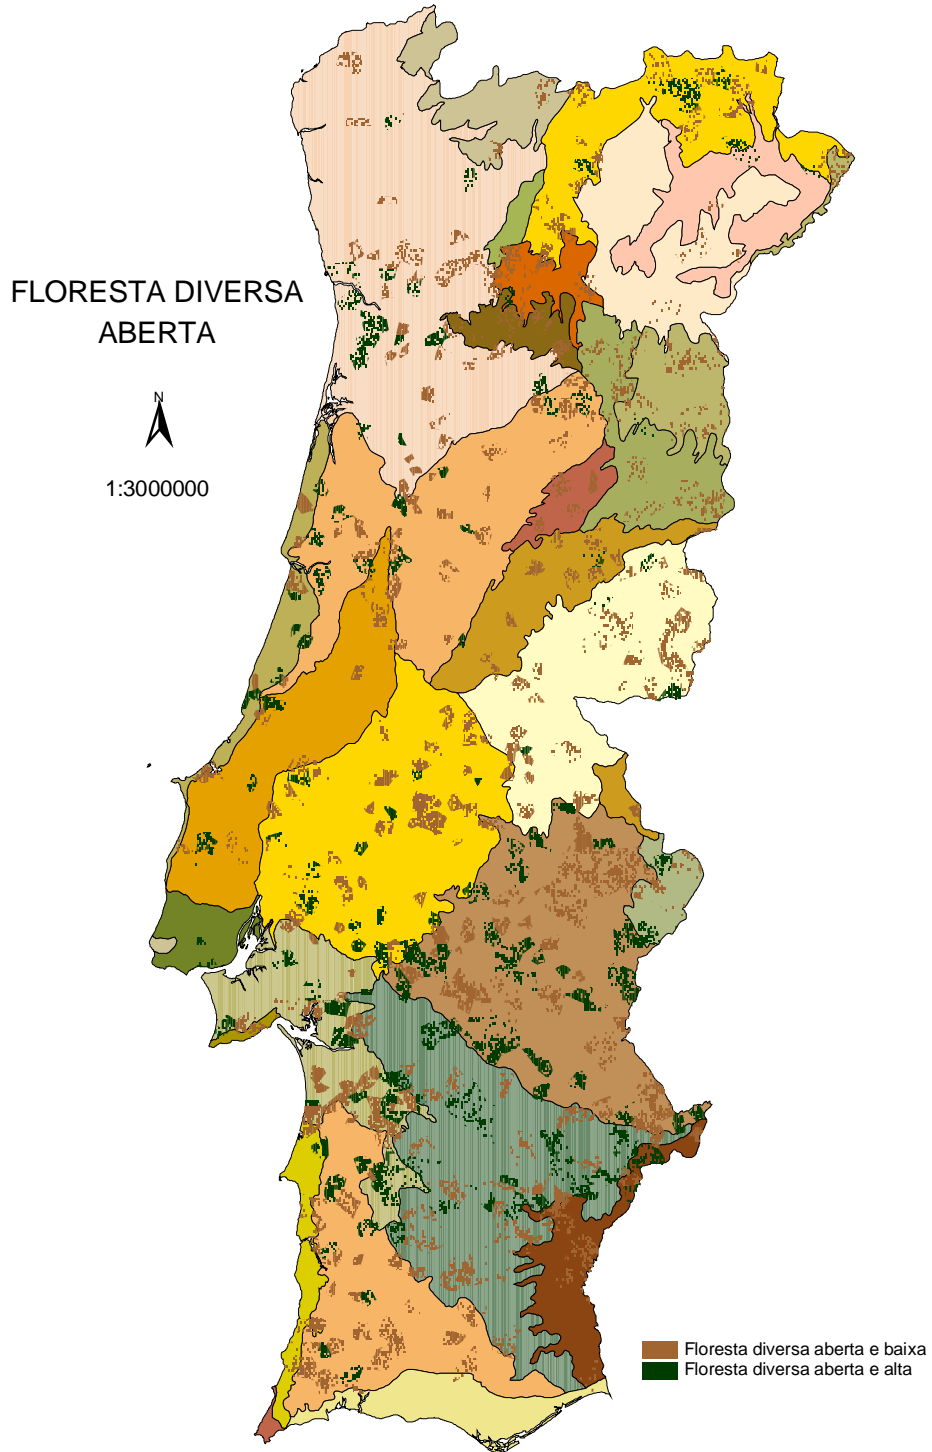 FLORESTA DIVERSA
ABERTA
N
1:3000000
Floresta diversa aberta e baixa
Floresta diversa aberta e alta